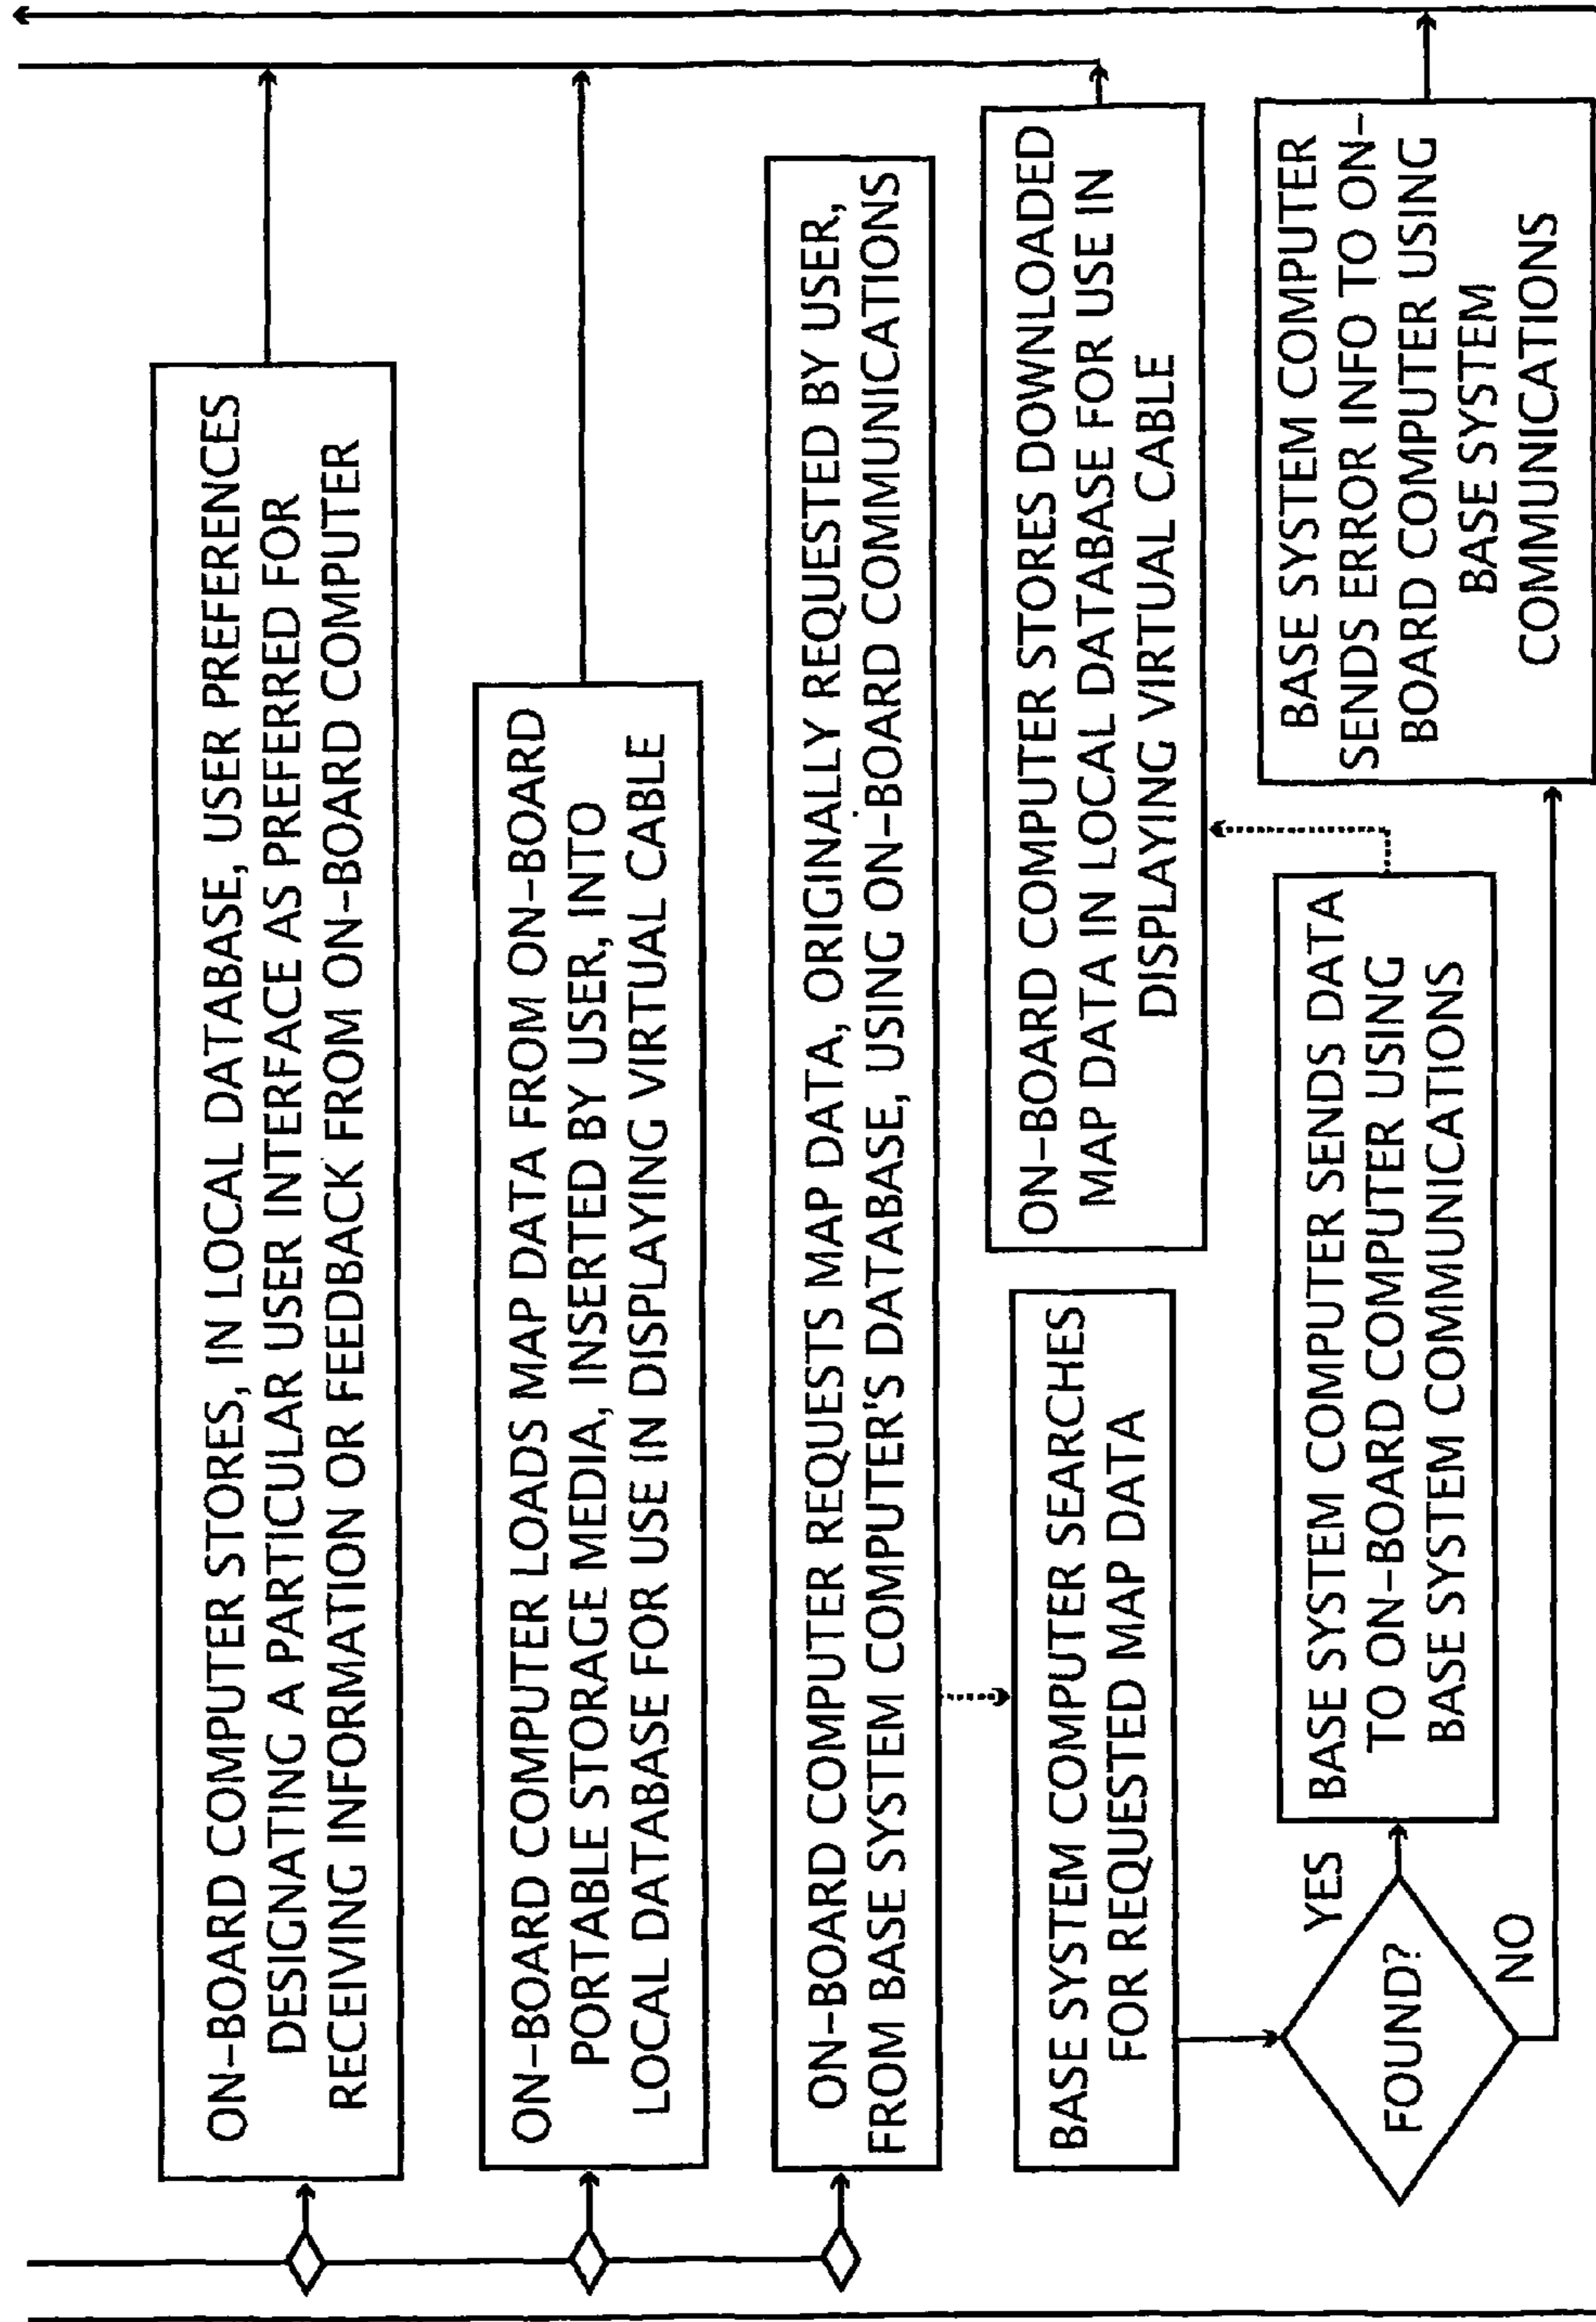 ON-BOARD COMPUTER STORES, IN LOCAL DATABASE, USER PREFERENCES
DESIGNATING A PARTICULAR USER INTERFACE AS PREFERRED FOR
RECEIVING INFORMATION OR FEEDBACK FROM ON-BOARD COMPUTER
ON-BOARD COMPUTER LOADS MAP DATA FROM ON-BOARD
PORTABLE STORAGE MEDIA, INSERTED BY USER, INTO
LOCAL DATABASE FOR USE IN DISPLAYING VIRTUAL CABLE
ON-BOARD COMPUTER REQUESTS MAP DATA, ORIGINALLY REQUESTED BY USER,
FROM BASE SYSTEM COMPUTER'S DATABASE, USING ON-BOARD COMMUNICATIONS
BASE SYSTEM COMPUTER SEARCHES
FOR REQUESTED MAP DATA
ON-BOARD COMPUTER STORES DOWNLOADED
MAP DATA IN LOCAL DATABASE FOR USE IN
DISPLAYING VIRTUAL CABLE
FOUND?
YES
NO
BASE SYSTEM COMPUTER SENDS DATA
TO ON-BOARD COMPUTER USING
BASE SYSTEM COMMUNICATIONS
BASE SYSTEM COMPUTER
SENDS ERROR INFO TO ON-
BOARD COMPUTER USING
BASE SYSTEM
COMMUNICATIONS